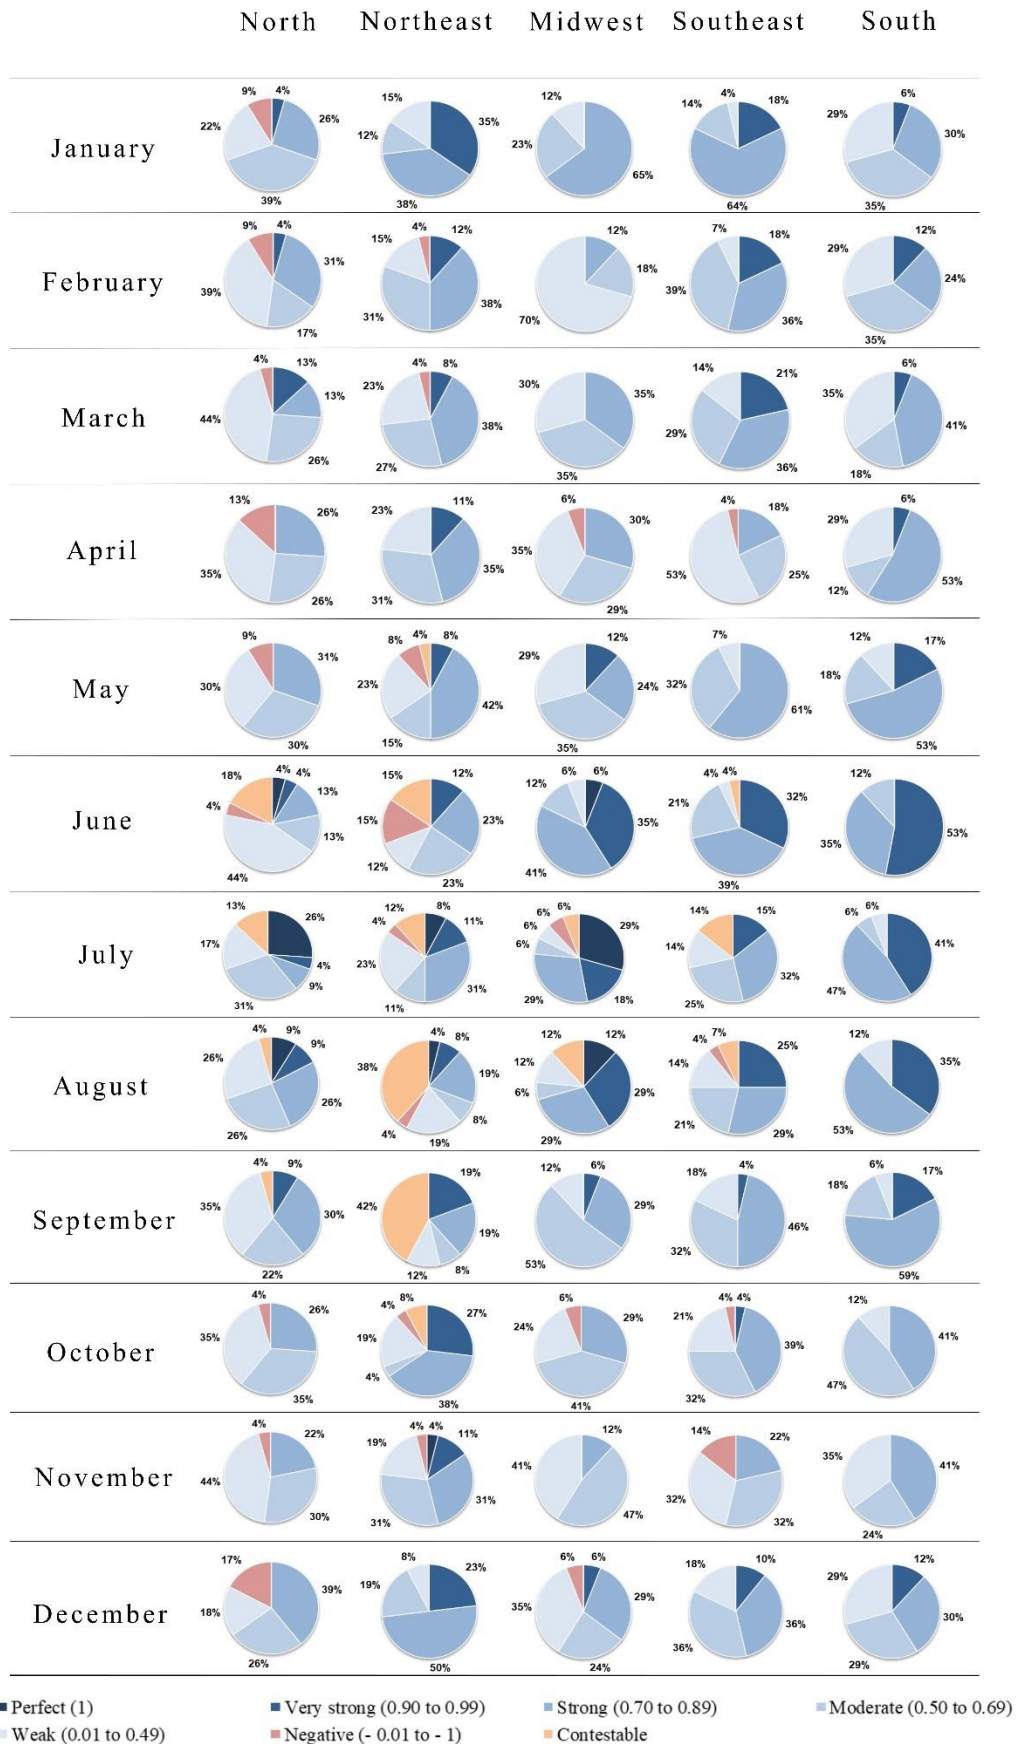 North Northeast Midwest Southeast South
January
9% 4% 26% 39% 22%
15% 35% 38% 12%
12% 65% 23%
14% 4% 18% 64%
29% 6% 30% 35%
February
9% 4% 31% 17% 39%
15% 4% 12% 38% 31%
12% 18% 70%
7% 18% 36% 39%
29% 12% 24% 35%
March
4% 13% 13% 26% 44%
23% 4% 8% 38% 27%
30% 35% 35%
14% 21% 36% 29%
35% 6% 41% 18%
April
13% 26% 26% 35%
23% 11% 35% 31%
6% 30% 29% 35%
4% 18% 25% 53%
29% 6% 53% 12%
May
9% 31% 30% 30%
8% 4% 8% 42% 15% 23%
29% 12% 24% 35%
7% 61% 32%
12% 17% 53% 18%
June
18% 4% 4% 13% 13% 44% 4%
15% 12% 23% 23% 12% 15%
12% 6% 6% 35% 41%
4% 4% 32% 39% 21%
12% 53% 35%
July
13% 26% 4% 9% 31% 17%
12% 8% 11% 31% 11% 23% 4%
6% 6% 29% 18% 29% 6% 6%
14% 15% 32% 25% 14%
6% 6% 41% 47%
August
4% 9% 9% 26% 26% 26%
4% 8% 19% 8% 19% 4% 38%
12% 12% 29% 29% 6% 12%
4% 7% 25% 29% 21% 14%
12% 35% 53%
September
4% 9% 30% 22% 35%
19% 19% 8% 12% 42%
12% 6% 29% 53%
18% 4% 46% 32%
6% 17% 59% 18%
October
4% 26% 35% 35%
4% 8% 27% 38% 4% 19%
6% 29% 41% 24%
21% 4% 4% 39% 32%
12% 41% 47%
November
4% 22% 30% 44%
19% 4% 4% 11% 31% 31%
12% 47% 41%
14% 22% 32% 32%
35% 41% 24%
December
17% 39% 26% 18%
8% 23% 50% 19%
6% 6% 29% 24% 35%
18% 10% 36% 36%
29% 12% 30% 29%
Perfect (1) Very strong (0.90 to 0.99) Strong (0.70 to 0.89) Moderate (0.50 to 0.69)
Weak (0.01 to 0.49) Negative (- 0.01 to - 1) Contestable